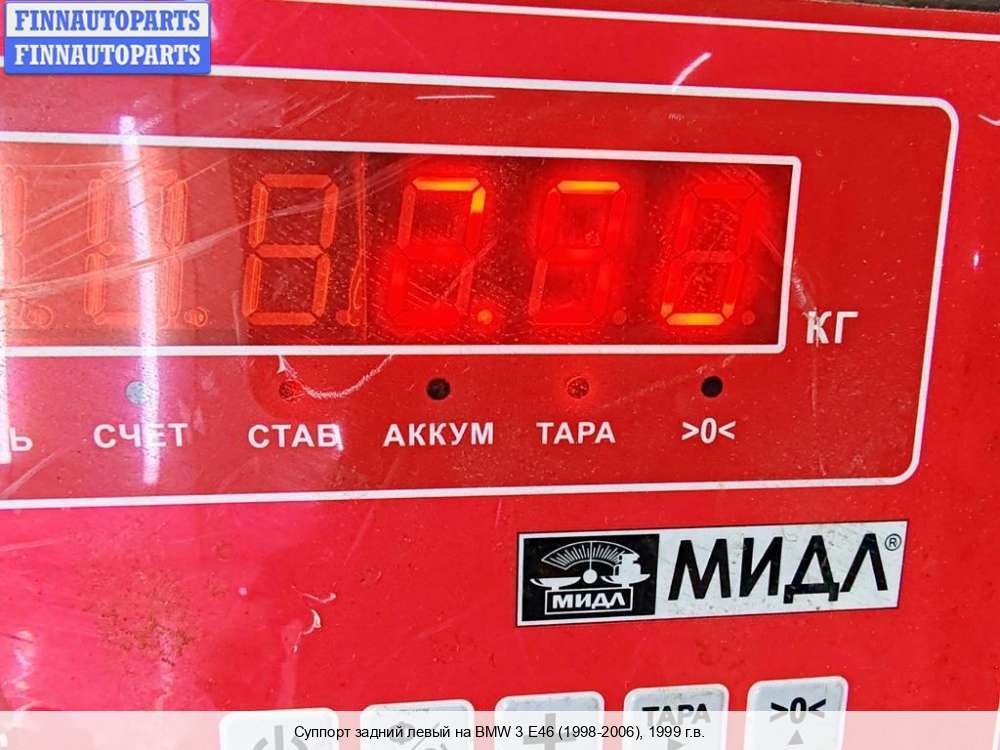 FINNAUTOPARTS
FINNAUTOPARTS
2.90
КГ
Ь СЧЕТ СТАБ АККУМ ТАРА >0<
МИДЛ МИДЛ®
ТАРА >0<
Суппорт задний левый на BMW 3 E46 (1998-2006), 1999 г.в.